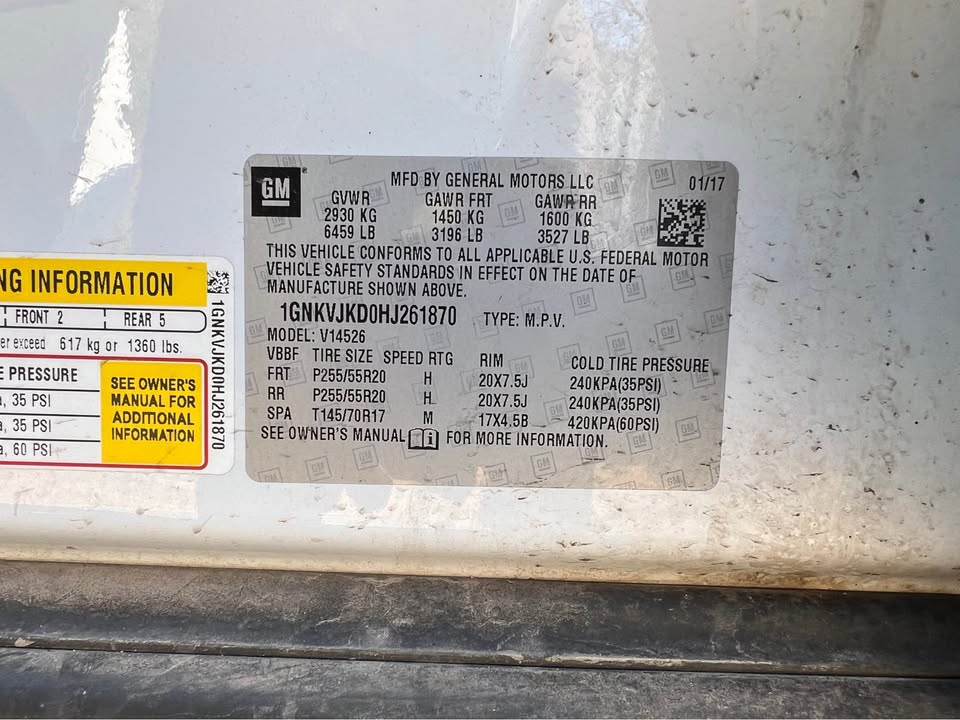 NG INFORMATION
FRONT 2 REAR 5
er exceed 617 kg or 1360 lbs.
E PRESSURE
a, 35 PSI
a, 35 PSI
a, 60 PSI
SEE OWNER'S
MANUAL FOR
ADDITIONAL
INFORMATION
1GNKVJKD0HJ261870
GM
MFD BY GENERAL MOTORS LLC 01/17
GVWR GAWR FRT GAWR RR
2930 KG 1450 KG 1600 KG
6459 LB 3196 LB 3527 LB
THIS VEHICLE CONFORMS TO ALL APPLICABLE U.S. FEDERAL MOTOR
VEHICLE SAFETY STANDARDS IN EFFECT ON THE DATE OF
MANUFACTURE SHOWN ABOVE.
1GNKVJKD0HJ261870 TYPE: M.P.V.
MODEL: V14526
VBBF TIRE SIZE SPEED RTG RIM COLD TIRE PRESSURE
FRT P255/55R20 H 20X7.5J 240KPA(35PSI)
RR P255/55R20 H 20X7.5J 240KPA(35PSI)
SPA T145/70R17 M 17X4.5B 420KPA(60PSI)
SEE OWNER'S MANUAL FOR MORE INFORMATION.